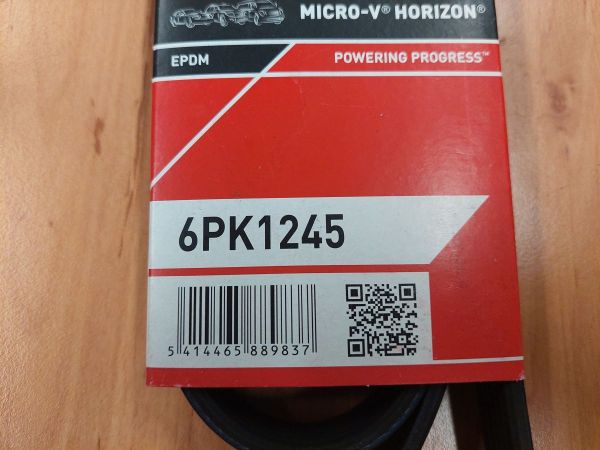 MICRO-V® HORIZON®
EPDM
POWERING PROGRESS™
6PK1245
5 414465 889837